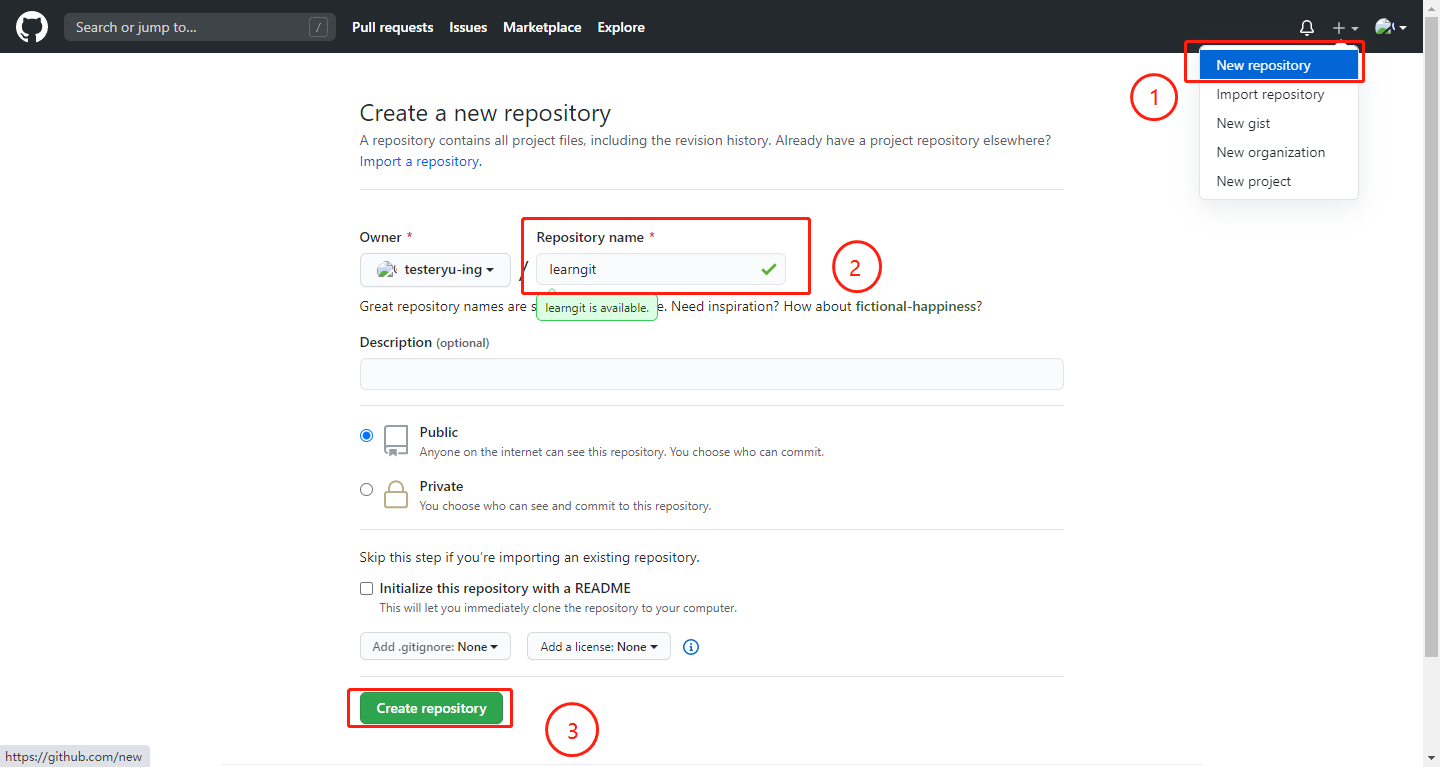 Search or jump to... /
Pull requests Issues Marketplace Explore
New repository
Import repository
New gist
New organization
New project
1
Create a new repository
A repository contains all project files, including the revision history. Already have a project repository elsewhere?
Import a repository.
Owner *
testeryu-ing
/
Repository name *
learngit
2
Great repository names are s e. Need inspiration? How about fictional-happiness?
learngit is available.
Description (optional)
Public
Anyone on the internet can see this repository. You choose who can commit.
Private
You choose who can see and commit to this repository.
Skip this step if you’re importing an existing repository.
Initialize this repository with a README
This will let you immediately clone the repository to your computer.
Add .gitignore: None Add a license: None
Create repository
3
https://github.com/new